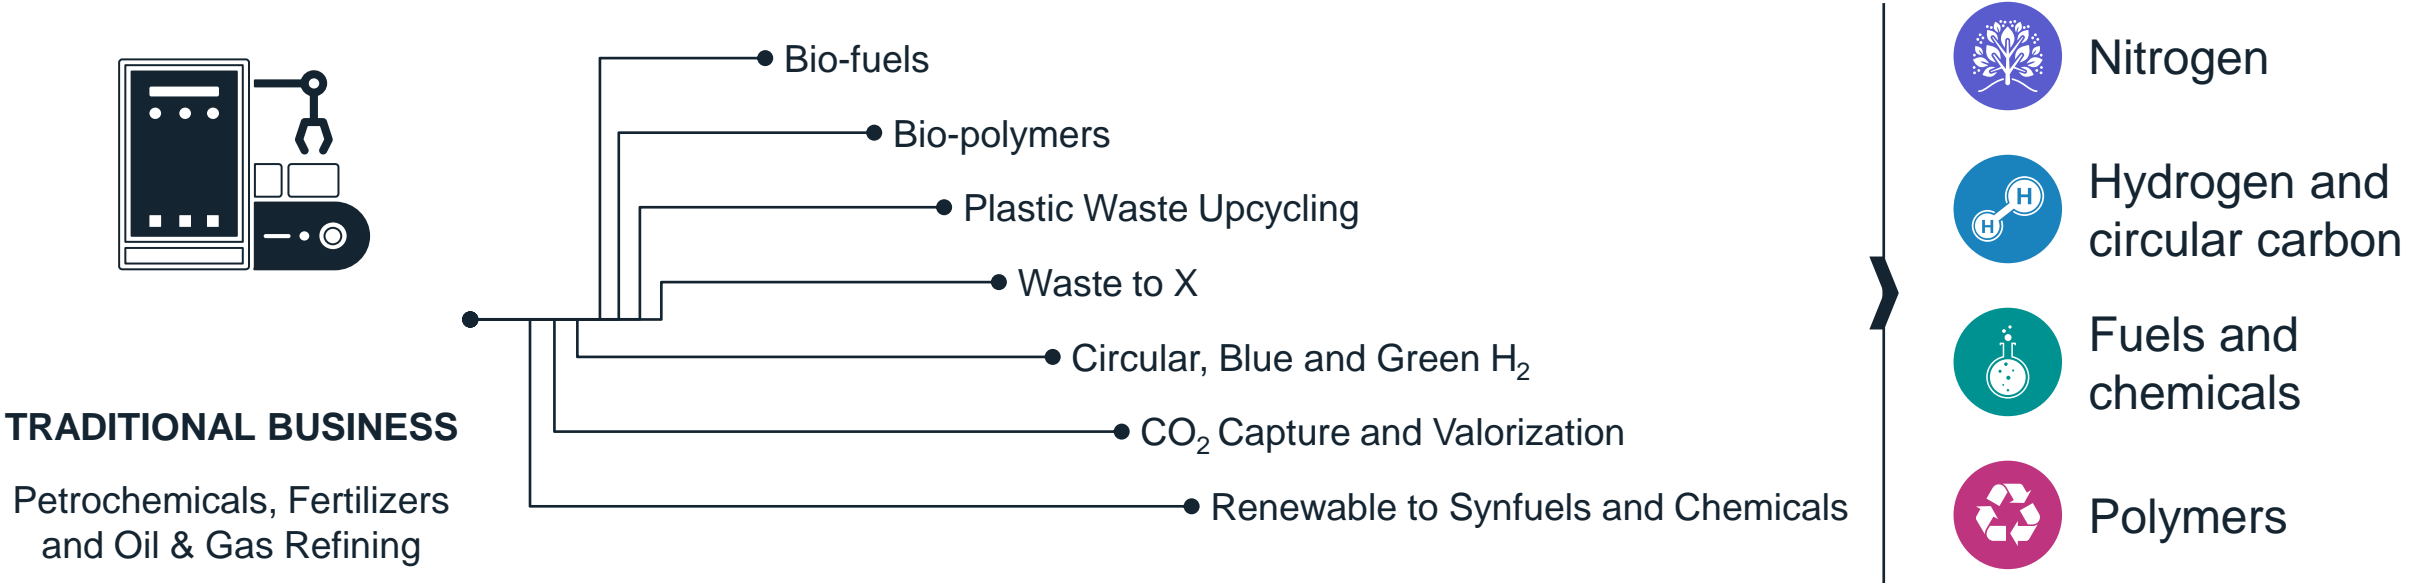 TRADITIONAL BUSINESS
Petrochemicals, Fertilizers
and Oil & Gas Refining
Bio-fuels
Bio-polymers
Plastic Waste Upcycling
Waste to X
Circular, Blue and Green H₂
CO₂ Capture and Valorization
Renewable to Synfuels and Chemicals
Nitrogen
H
H
Hydrogen and
circular carbon
Fuels and
chemicals
Polymers